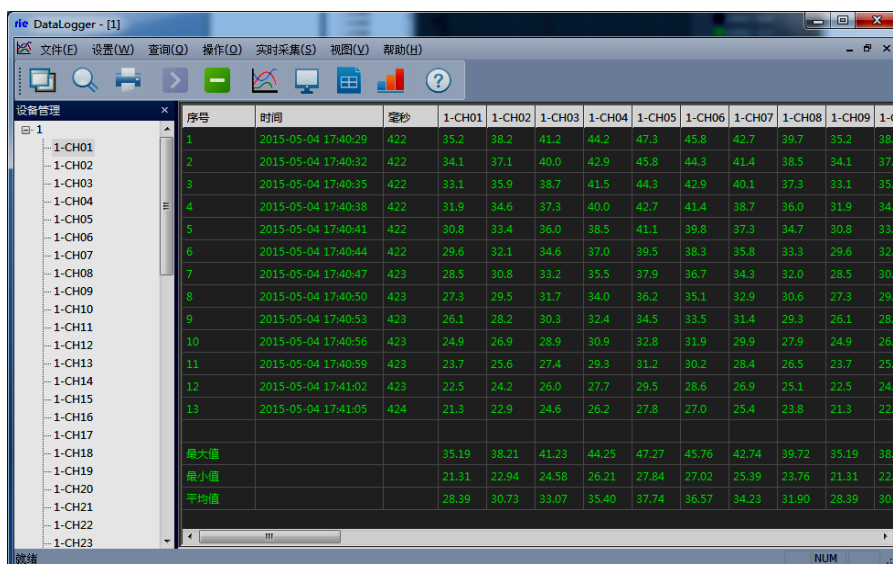 rie DataLogger - [1]
文件(F) 设置(W) 查询(Q) 操作(O) 实时采集(S) 视图(V) 帮助(H)
设备管理
1
1-CH01
1-CH02
1-CH03
1-CH04
1-CH05
1-CH06
1-CH07
1-CH08
1-CH09
1-CH10
1-CH11
1-CH12
1-CH13
1-CH14
1-CH15
1-CH16
1-CH17
1-CH18
1-CH19
1-CH20
1-CH21
1-CH22
1-CH23
序号 时间 毫秒 1-CH01 1-CH02 1-CH03 1-CH04 1-CH05 1-CH06 1-CH07 1-CH08 1-CH09
1 2015-05-04 17:40:29 422 35.2 38.2 41.2 44.2 47.3 45.8 42.7 39.7 35.2 38.
2 2015-05-04 17:40:32 422 34.1 37.1 40.0 42.9 45.8 44.3 41.4 38.5 34.1 37.
3 2015-05-04 17:40:35 422 33.1 35.9 38.7 41.5 44.3 42.9 40.1 37.3 33.1 35.
4 2015-05-04 17:40:38 422 31.9 34.6 37.3 40.0 42.7 41.4 38.7 36.0 31.9 34.
5 2015-05-04 17:40:41 422 30.8 33.4 36.0 38.5 41.1 39.8 37.3 34.7 30.8 33.
6 2015-05-04 17:40:44 422 29.6 32.1 34.6 37.0 39.5 38.3 35.8 33.3 29.6 32.
7 2015-05-04 17:40:47 423 28.5 30.8 33.2 35.5 37.9 36.7 34.3 32.0 28.5 30.
8 2015-05-04 17:40:50 423 27.3 29.5 31.7 34.0 36.2 35.1 32.9 30.6 27.3 29.
9 2015-05-04 17:40:53 423 26.1 28.2 30.3 32.4 34.5 33.5 31.4 29.3 26.1 28.
10 2015-05-04 17:40:56 423 24.9 26.9 28.9 30.9 32.8 31.9 29.9 27.9 24.9 26.
11 2015-05-04 17:40:59 423 23.7 25.6 27.4 29.3 31.2 30.2 28.4 26.5 23.7 25.
12 2015-05-04 17:41:02 423 22.5 24.2 26.0 27.7 29.5 28.6 26.9 25.1 22.5 24.
13 2015-05-04 17:41:05 424 21.3 22.9 24.6 26.2 27.8 27.0 25.4 23.8 21.3 22.
最大值 35.19 38.21 41.23 44.25 47.27 45.76 42.74 39.72 35.19 38.
最小值 21.31 22.94 24.58 26.21 27.84 27.02 25.39 23.76 21.31 22.
平均值 28.39 30.73 33.07 35.40 37.74 36.57 34.23 31.90 28.39 30.
就绪 NUM